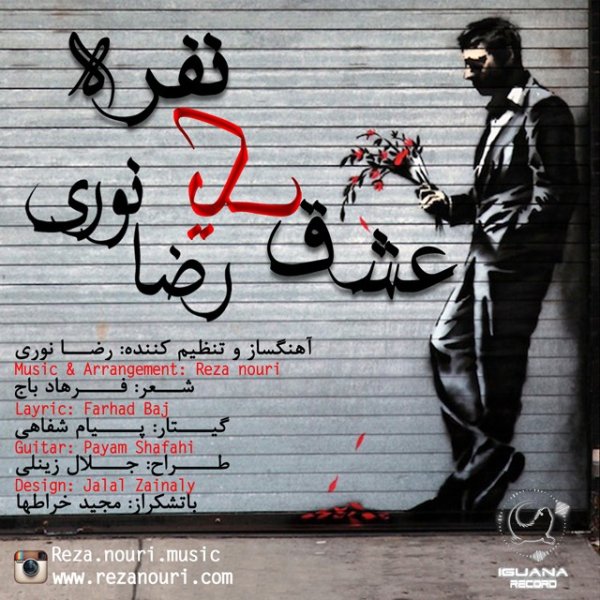 عشق یک نفره
رضا نوری
آهنگساز و تنظیم کننده: رضا نوری
Music & Arrangement: Reza nouri
شعر: فرهاد باج
Layric: Farhad Baj
گیتار: پیام شفاهی
Guitar: Payam Shafahi
طراح: جلال زینلی
Design: Jalal Zainaly
باتشکراز: مجید خراطها
Reza.nouri.music
www.rezanouri.com
IGUANA
RECORD